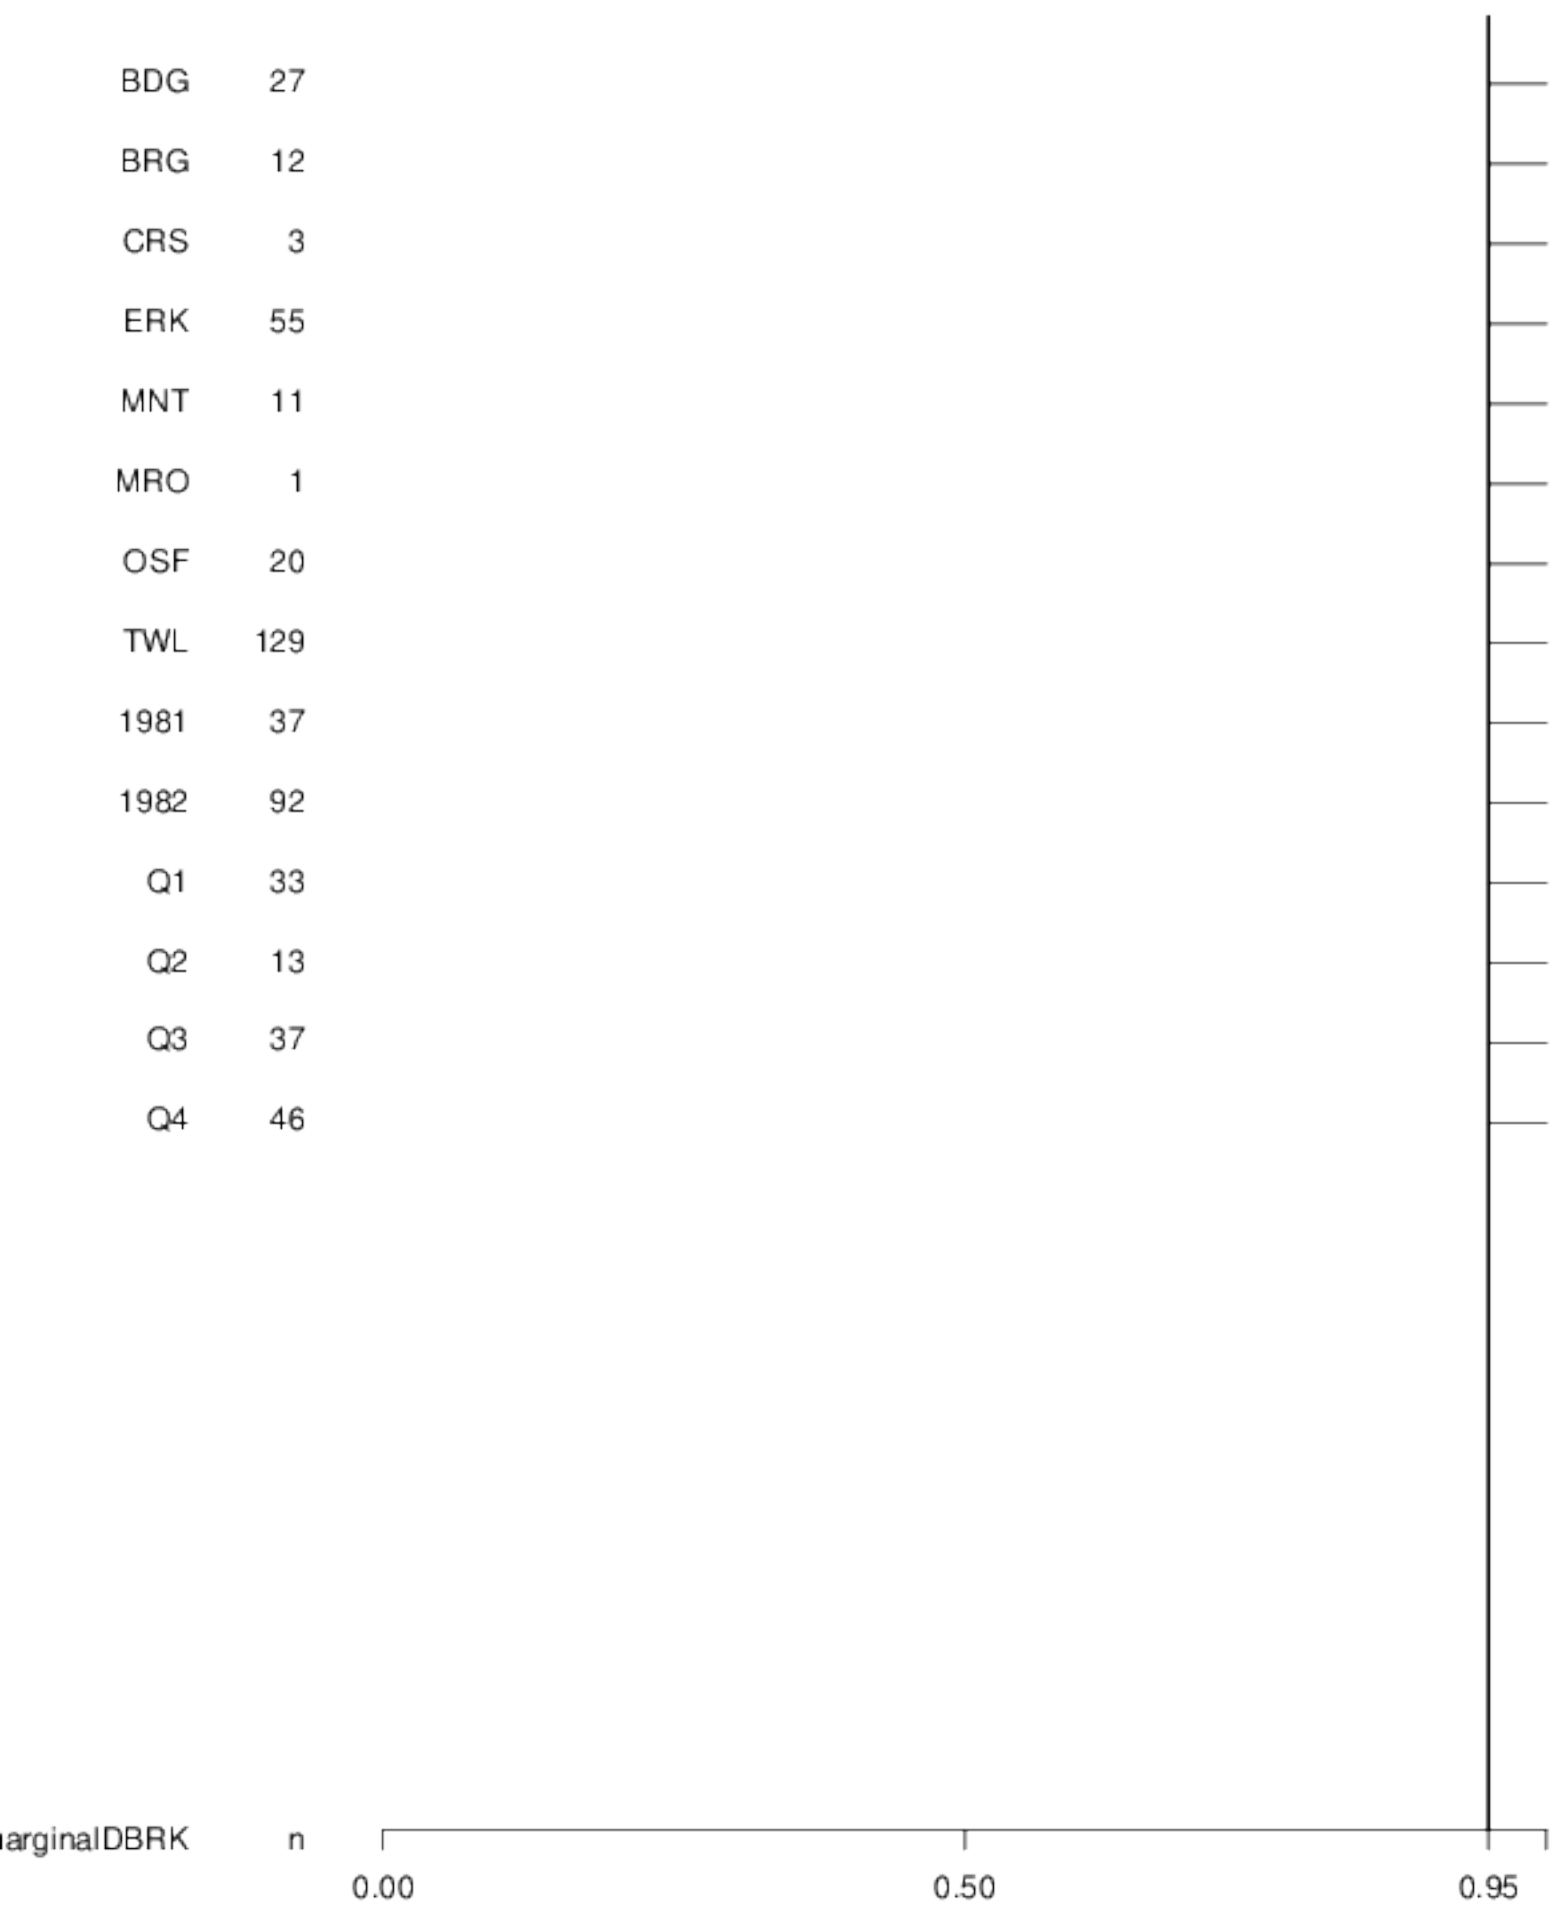 BDG 27
BRG 12
CRS 3
ERK 55
MNT 11
MRO 1
OSF 20
TWL 129
1981 37
1982 92
Q1 33
Q2 13
Q3 37
Q4 46
arginalDBRK n
0.00 0.50 0.95